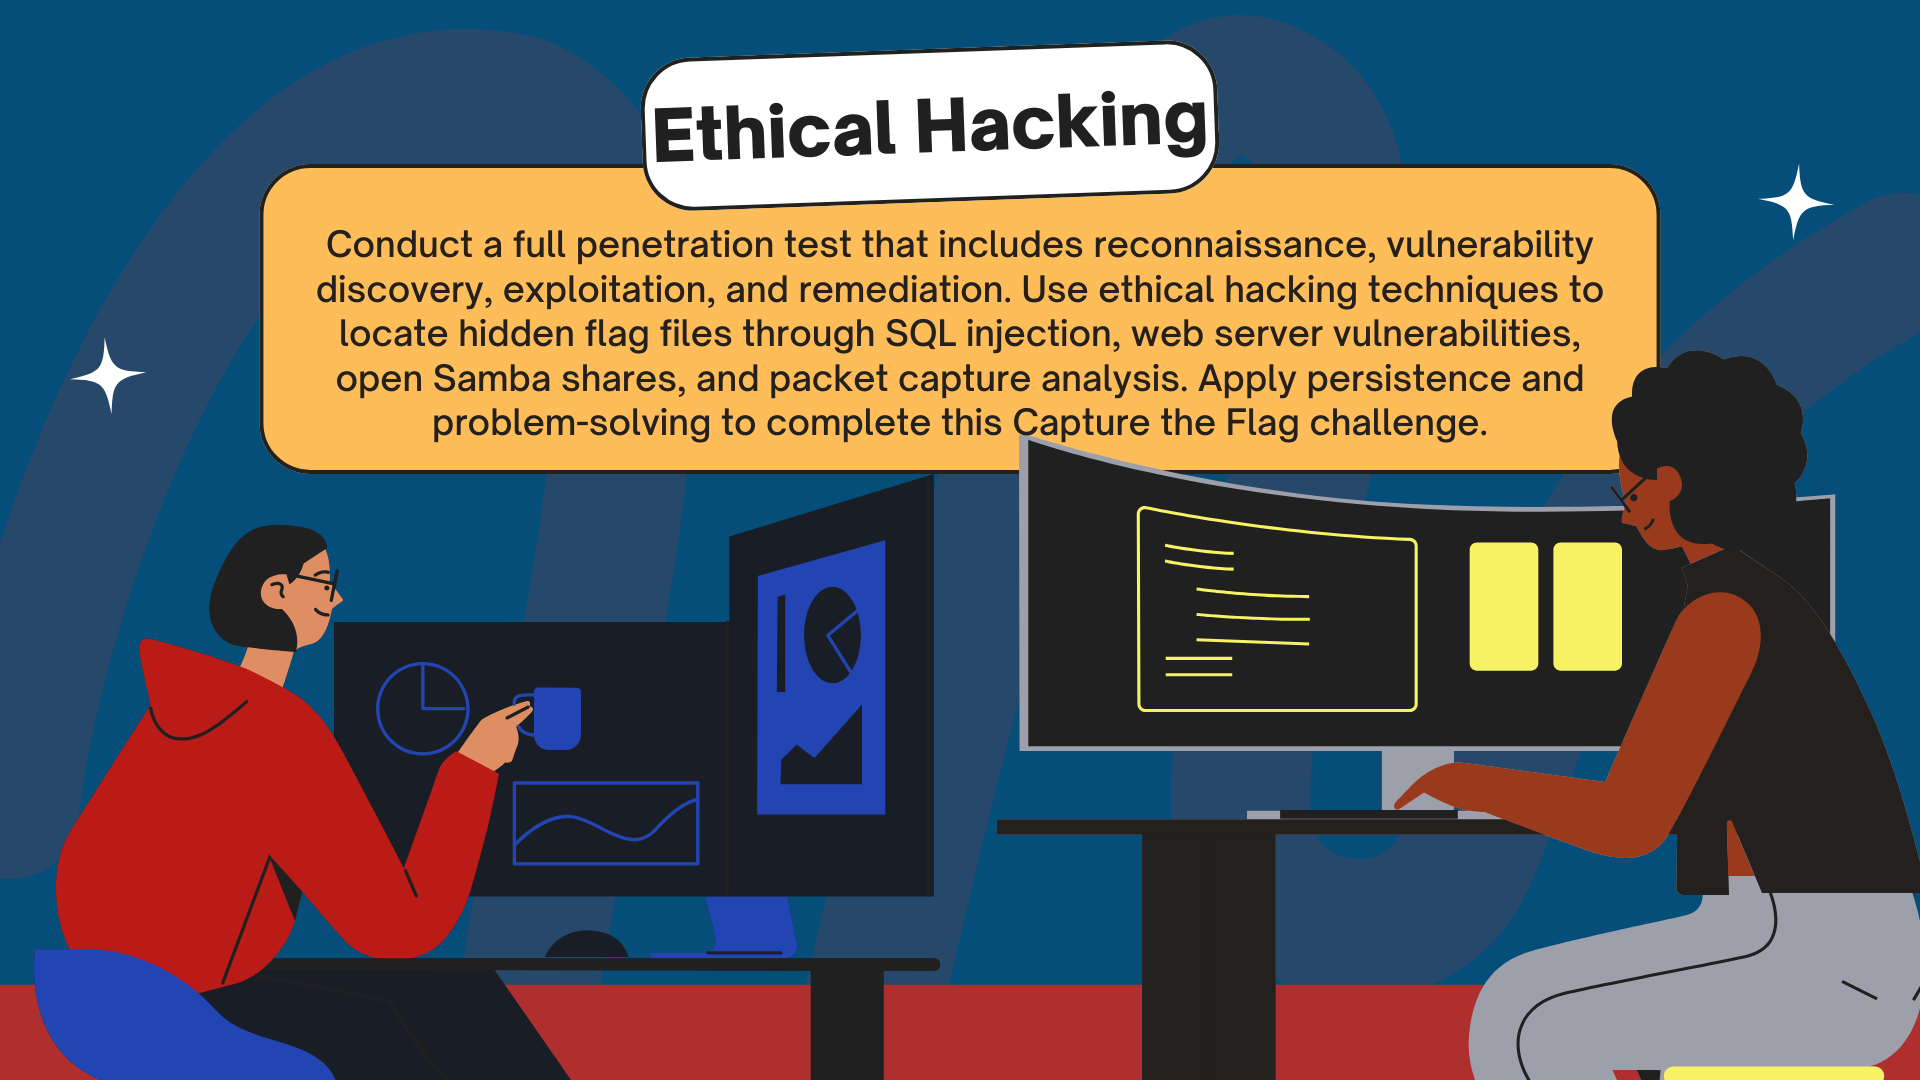 Ethical Hacking
Conduct a full penetration test that includes reconnaissance, vulnerability
discovery, exploitation, and remediation. Use ethical hacking techniques to
locate hidden flag files through SQL injection, web server vulnerabilities,
open Samba shares, and packet capture analysis. Apply persistence and
problem-solving to complete this Capture the Flag challenge.